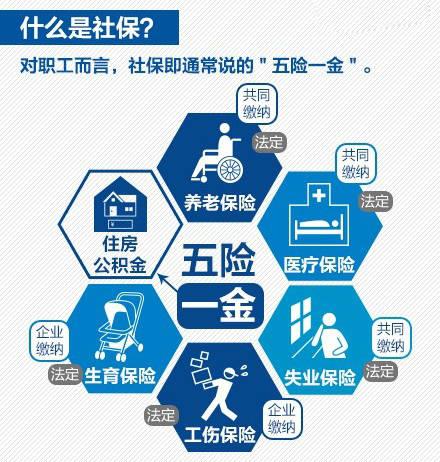 什么是社保?
对职工而言，社保即通常说的"五险一金"。
共同
缴纳
法定
养老保险
共同
缴纳
法定
医疗保险
住房
公积金
五险
一金
企业
缴纳
法定
生育保险
共同
缴纳
法定
失业保险
法定
工伤保险
企业
缴纳